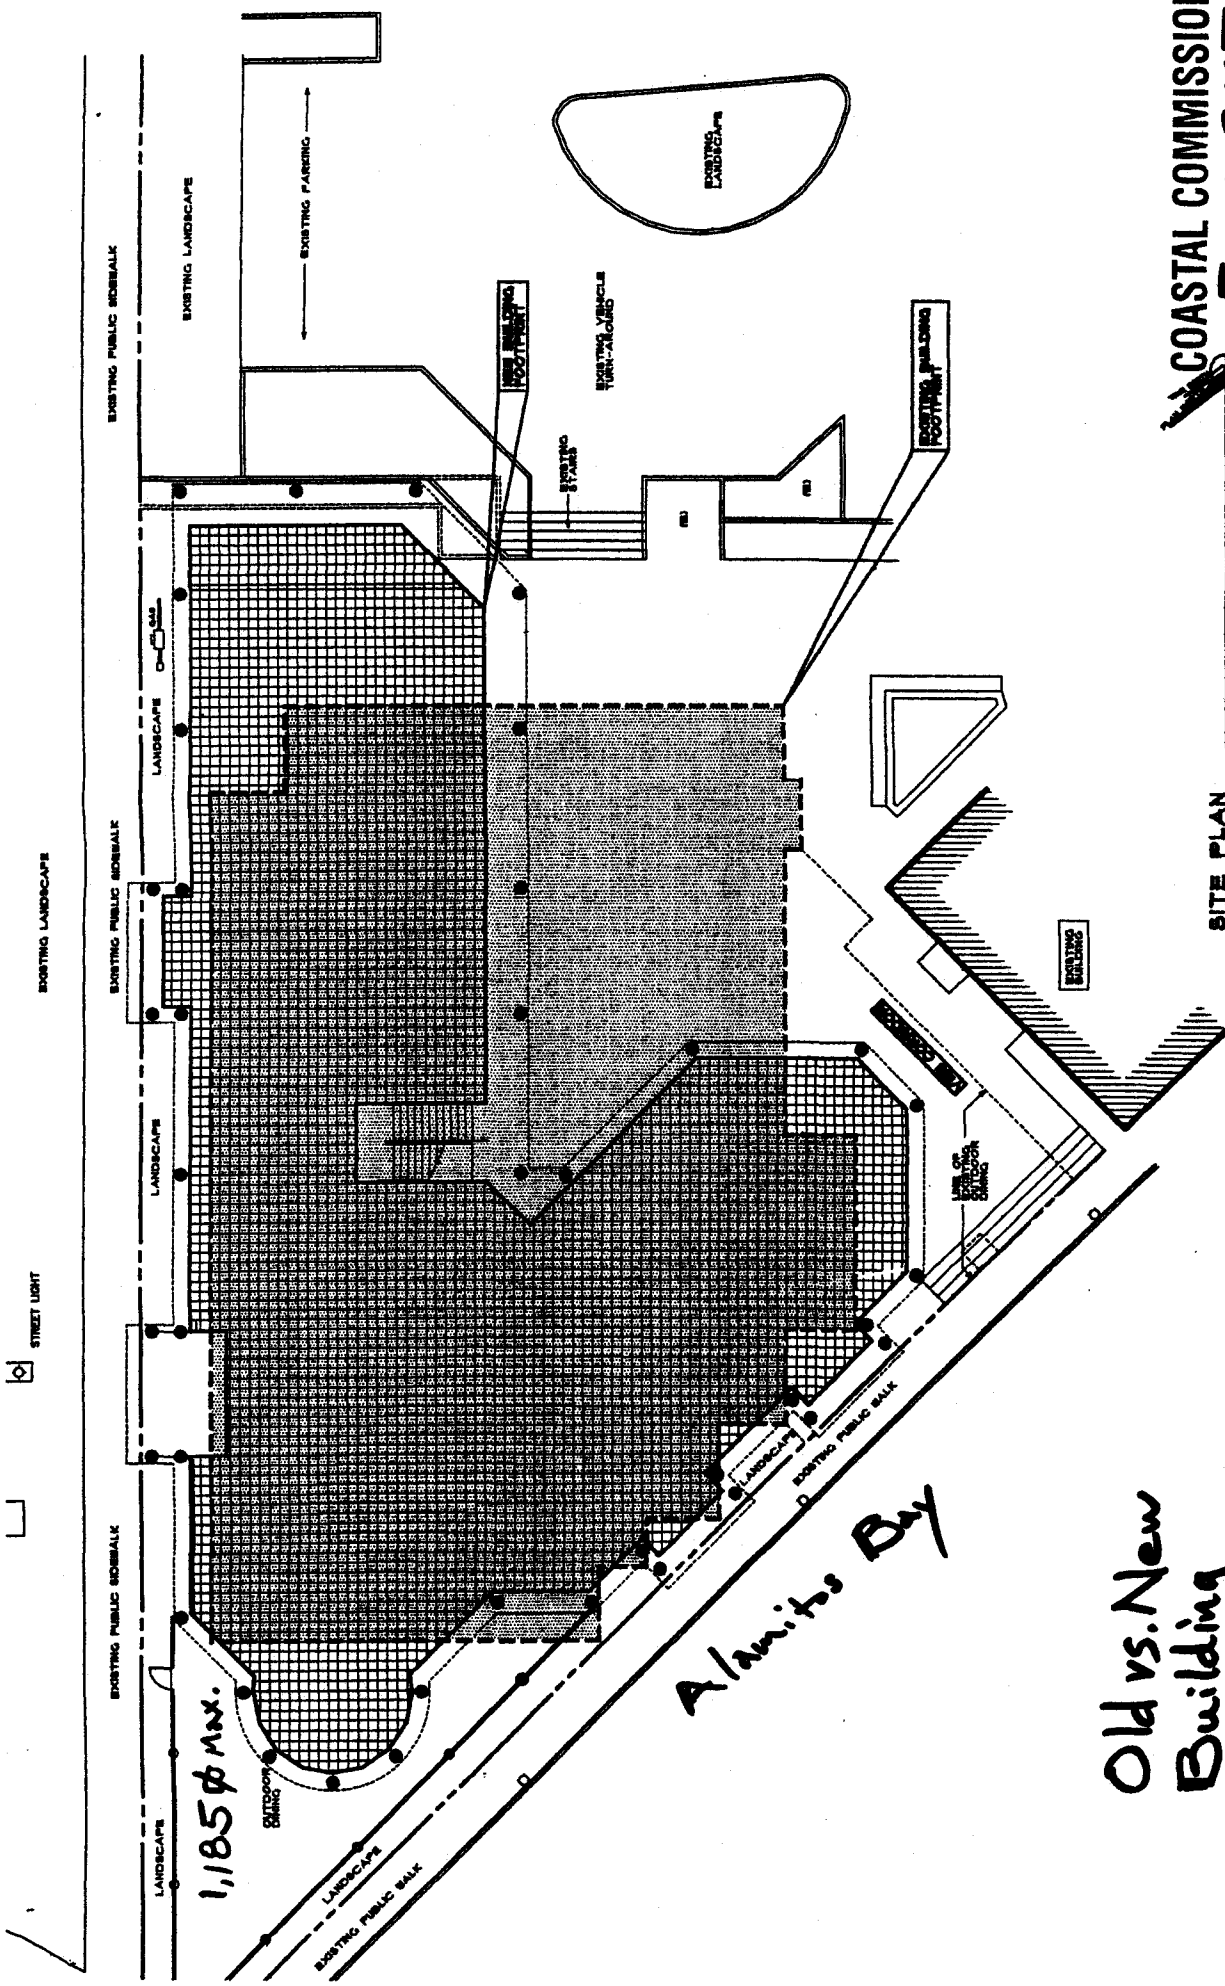 COASTAL COMMISSION
EXISTING PUBLIC SIDEWALK
EXISTING LANDSCAPE
EXISTING PARKING
EXISTING
LANDSCAPE
NEW BUILDING
FOOTPRINT
EXISTING VEHICLE
TURN-AROUND
EXISTING BUILDING
FOOTPRINT
EXISTING
STAIRS
GAS
LANDSCAPE
EXISTING LANDSCAPE
EXISTING PUBLIC SIDEWALK
SITE PLAN
EXISTING
BUILDING
LANDSCAPE
LINE OF
EXISTING
OUTDOOR
DINING
STREET LIGHT
LANDSCAPE
EXISTING PUBLIC WALK
EXISTING PUBLIC SIDEWALK
Alamitos Bay
Old vs. New
Building
1,185 ϕ MAX.
OUTDOOR
DINING
LANDSCAPE
LANDSCAPE
EXISTING PUBLIC WALK